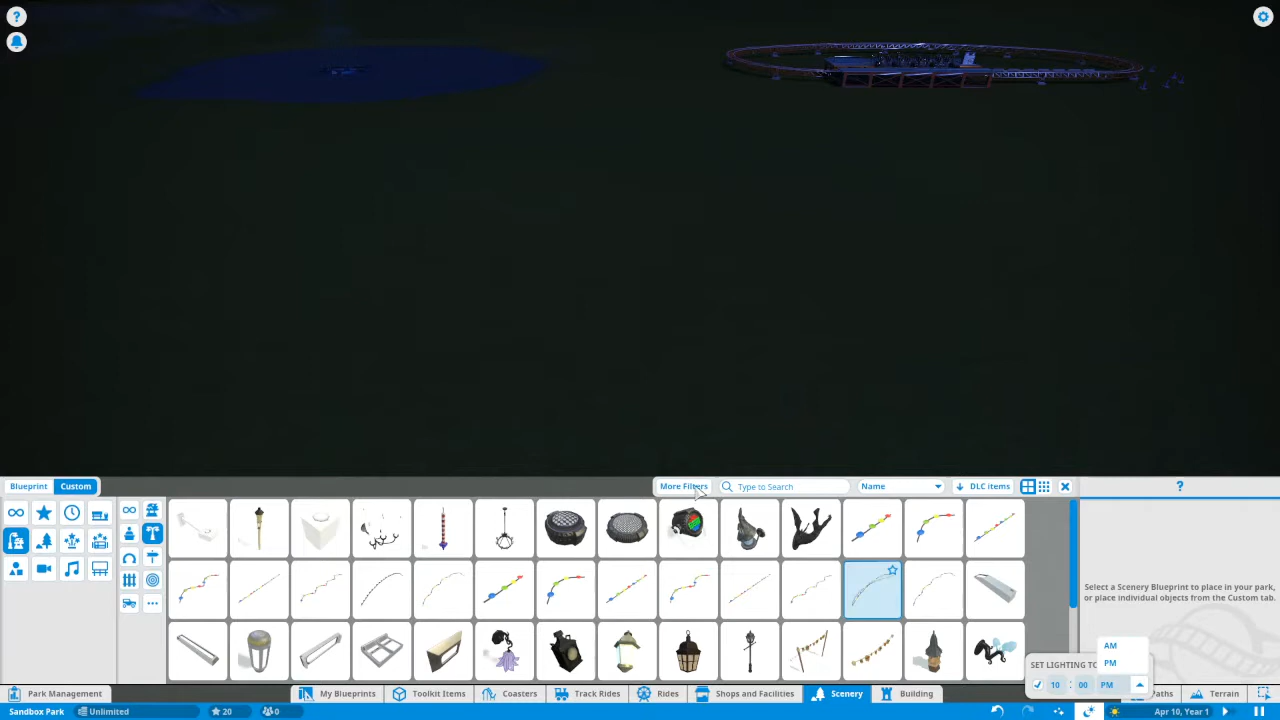 Blueprint
Custom
More Filters
Type to Search
Name
DLC items
?
Select a Scenery Blueprint to place in your park,
or place individual objects from the Custom tab.
AM
SET LIGHTING TO
PM
10 : 00 PM
Park Management
My Blueprints
Toolkit Items
Coasters
Track Rides
Rides
Shops and Facilities
Scenery
Building
Paths
Terrain
Sandbox Park
Unlimited
20
0
Apr 10, Year 1